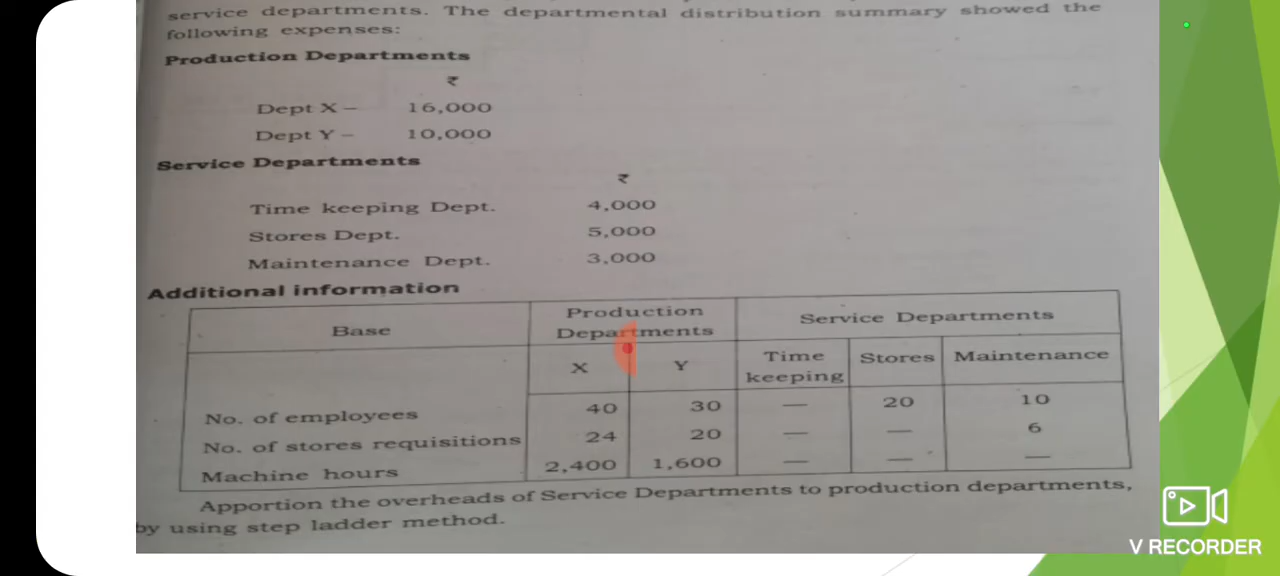 service departments. The departmental distribution summary showed the
following expenses:
Production Departments
₹
Dept X – 16,000
Dept Y – 10,000
Service Departments
₹
Time keeping Dept. 4,000
Stores Dept. 5,000
Maintenance Dept. 3,000
Additional information
Base Production Departments Service Departments
X Y Time keeping Stores Maintenance
No. of employees 40 30 — 20 10
No. of stores requisitions 24 20 — — 6
Machine hours 2,400 1,600 — — —
Apportion the overheads of Service Departments to production departments,
by using step ladder method.
V RECORDER